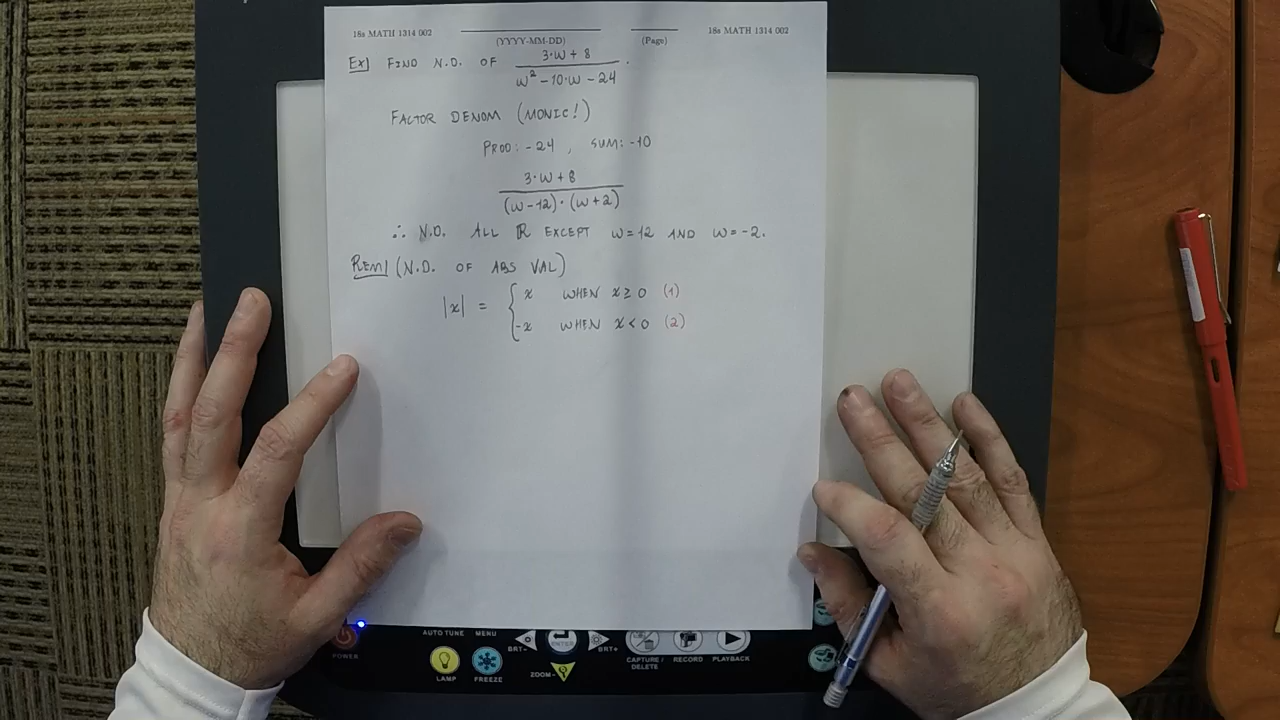 18s MATH 1314 002 (YYYY-MM-DD) (Page) 18s MATH 1314 002
Ex] FIND N.D. OF 3·w + 8 / w² - 10·w - 24 .
FACTOR DENOM (MONIC!)
PROD: -24 , SUM: -10
3·w + 8 / (w-12)·(w+2)
∴ N.D. ALL ℝ EXCEPT w=12 AND w=-2.
REM] (N.D. OF ABS VAL)
|x| = { x WHEN x ≥ 0 (1)
-x WHEN x < 0 (2)
POWER
AUTO TUNE MENU
LAMP FREEZE
BRT- ENTER BRT+
ZOOM-
CAPTURE / DELETE RECORD PLAYBACK